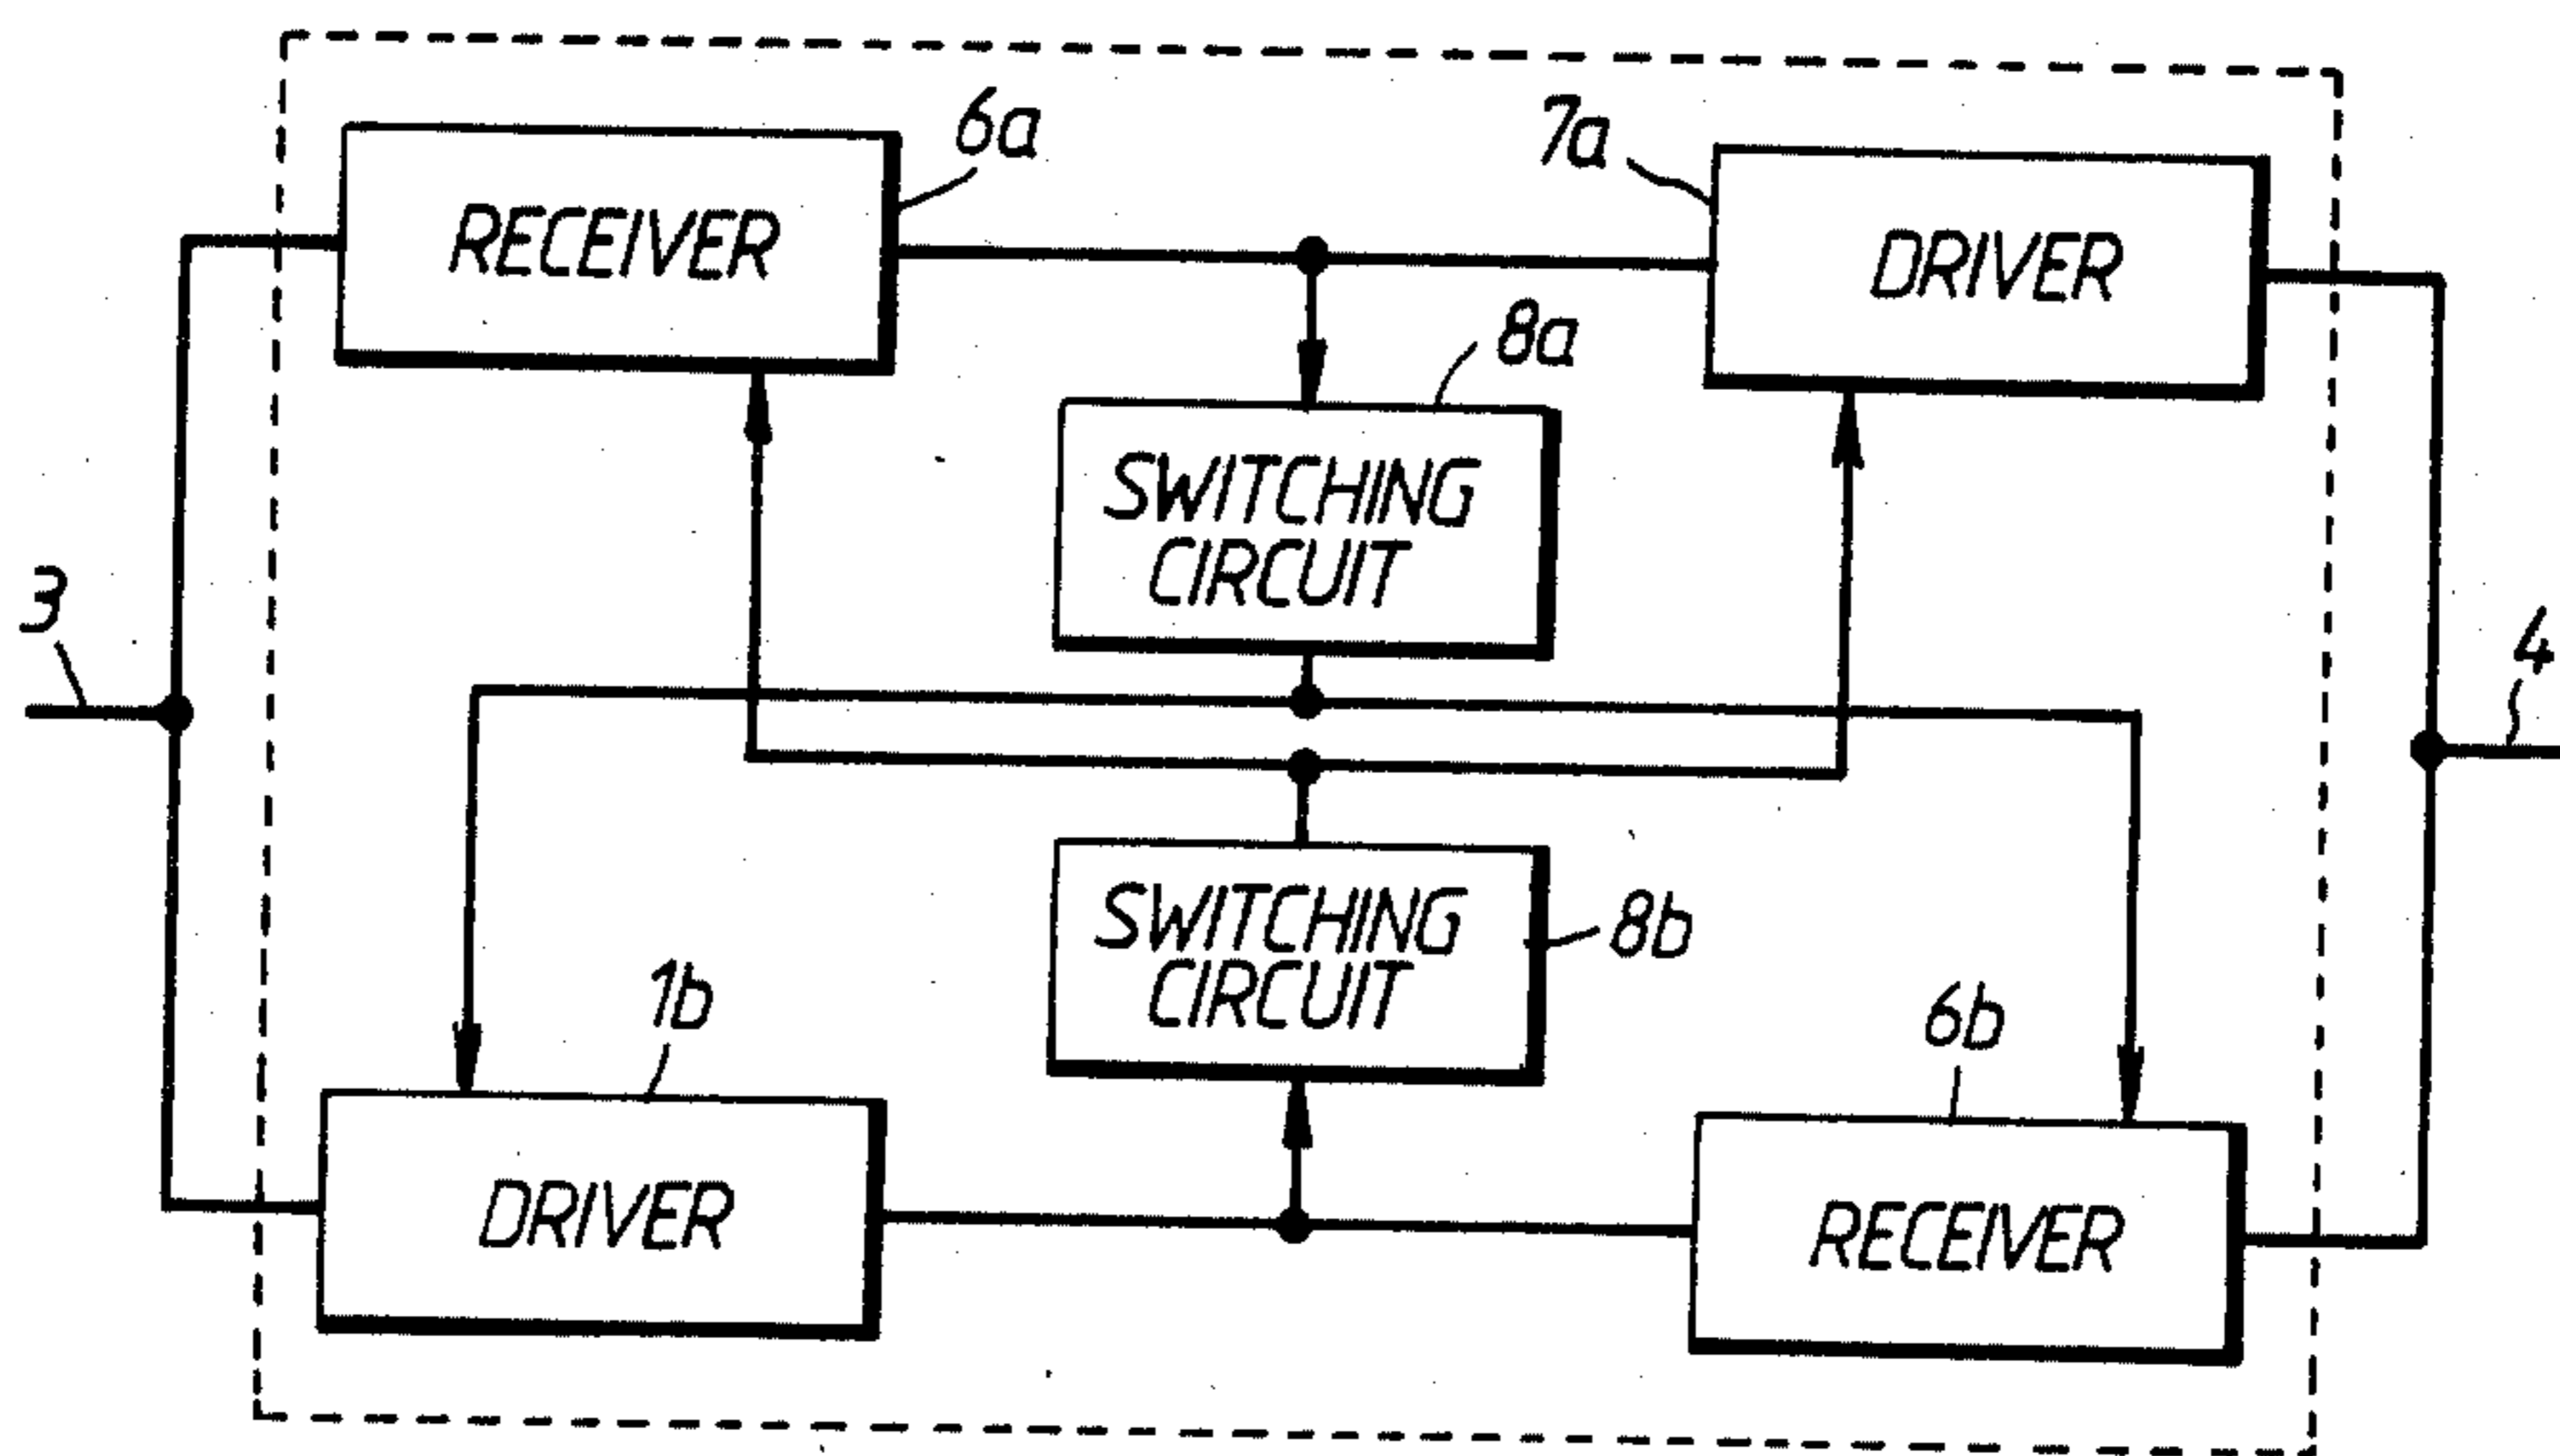 6a
7a
RECEIVER
DRIVER
8a
SWITCHING
CIRCUIT
3
4
SWITCHING
CIRCUIT
8b
1b
6b
DRIVER
RECEIVER